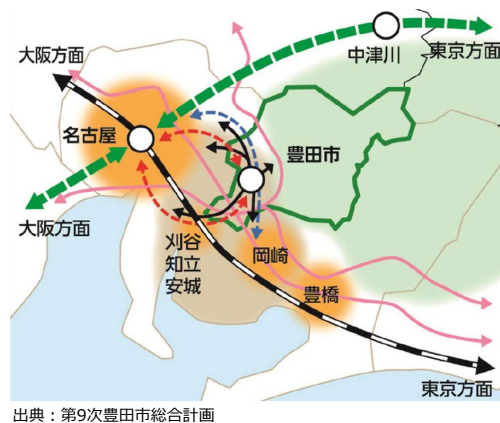 大阪方面
中津川
東京方面
名古屋
豊田市
大阪方面
刈谷
知立
安城
岡崎
豊橋
東京方面
出典：第9次豊田市総合計画